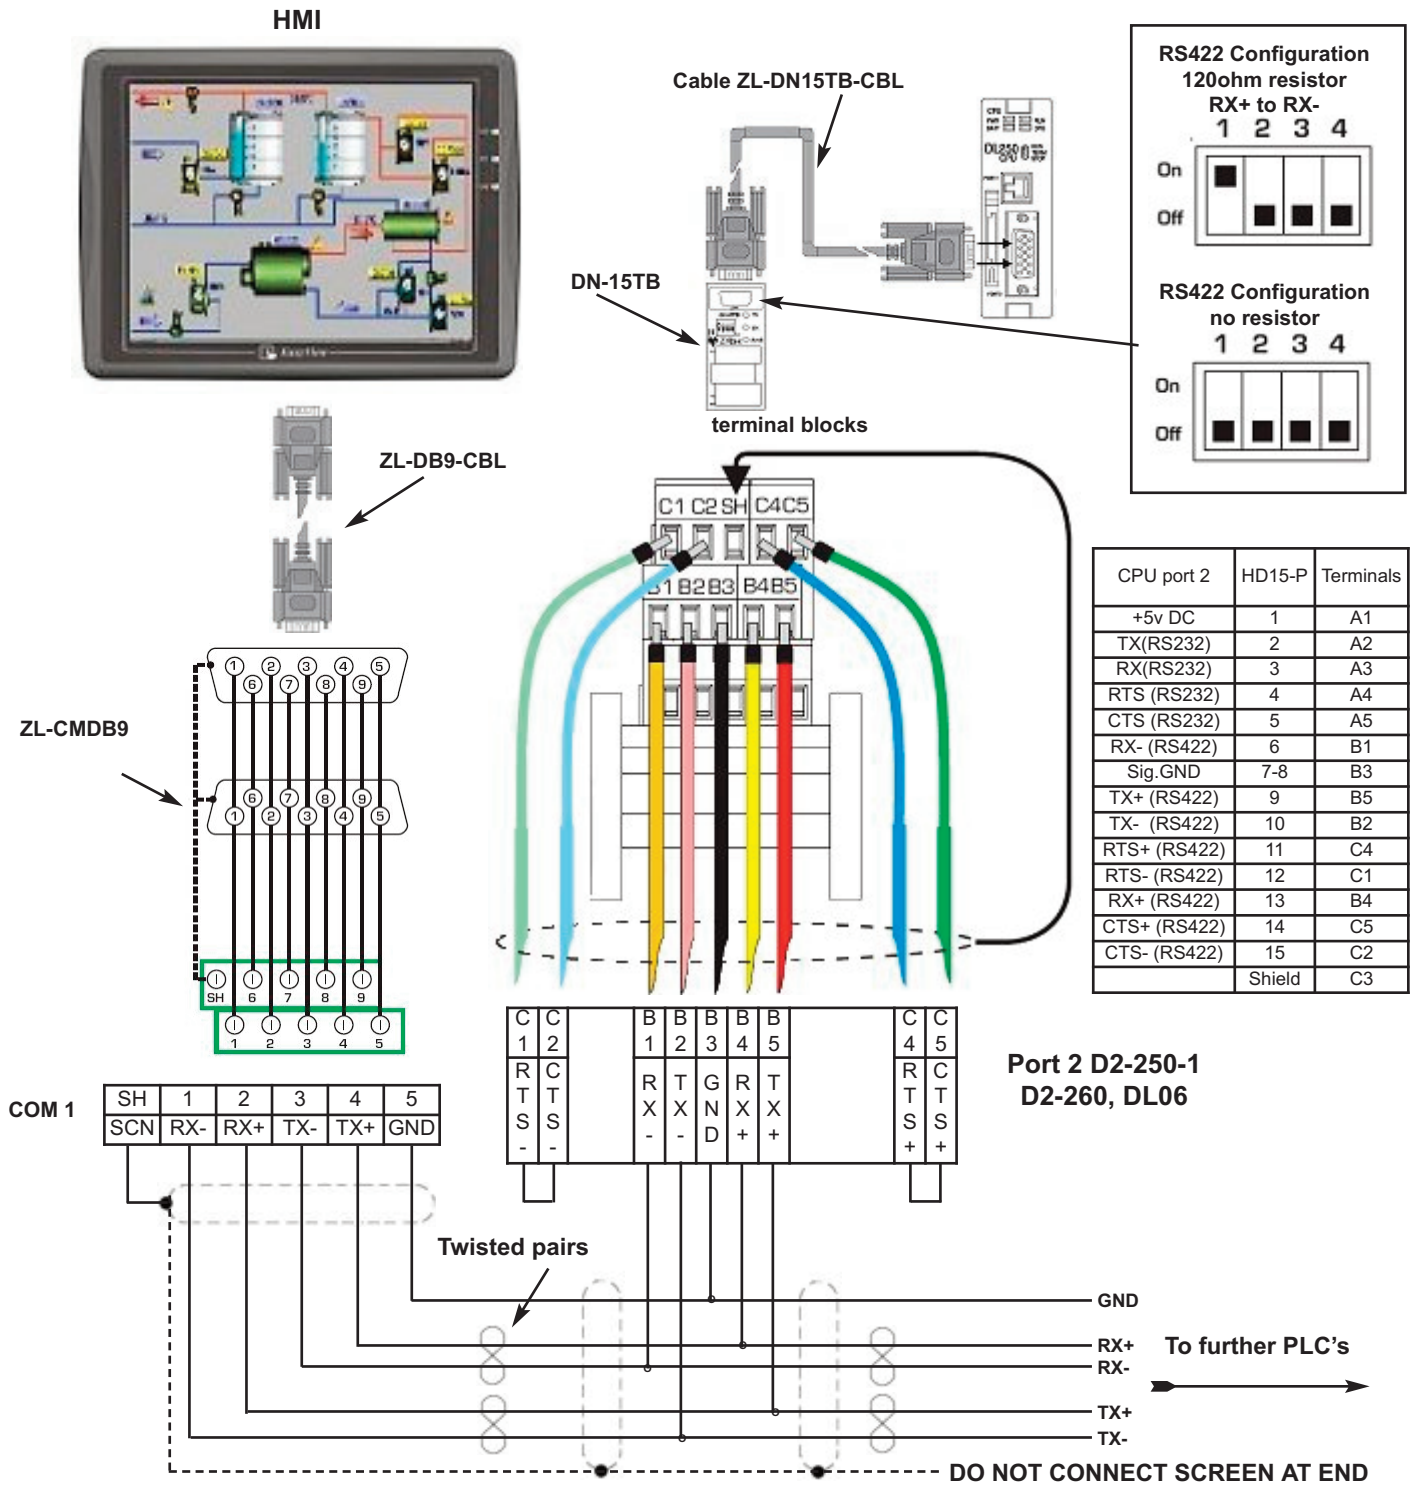 HMI
Cable ZL-DN15TB-CBL
DL250
CPU
DN-15TB
RS422 Configuration
120ohm resistor
RX+ to RX-
1 2 3 4
On
Off
RS422 Configuration
no resistor
1 2 3 4
On
Off
terminal blocks
ZL-DB9-CBL
C1 C2 SH C4 C5
B1 B2 B3 B4 B5
ZL-CMDB9
1 2 3 4 5
6 7 8 9
6 7 8 9
1 2 3 4 5
SH 6 7 8 9
1 2 3 4 5
CPU port 2 HD15-P Terminals
+5v DC 1 A1
TX(RS232) 2 A2
RX(RS232) 3 A3
RTS (RS232) 4 A4
CTS (RS232) 5 A5
RX- (RS422) 6 B1
Sig.GND 7-8 B3
TX+ (RS422) 9 B5
TX- (RS422) 10 B2
RTS+ (RS422) 11 C4
RTS- (RS422) 12 C1
RX+ (RS422) 13 B4
CTS+ (RS422) 14 C5
CTS- (RS422) 15 C2
Shield C3
C1 RTS-
C2 CTS-
B1 RX-
B2 TX-
B3 GND
B4 RX+
B5 TX+
C4 RTS+
C5 CTS+
Port 2 D2-250-1
D2-260, DL06
COM 1
SH 1 2 3 4 5
SCN RX- RX+ TX- TX+ GND
Twisted pairs
GND
RX+
RX-
To further PLC's
TX+
TX-
DO NOT CONNECT SCREEN AT END